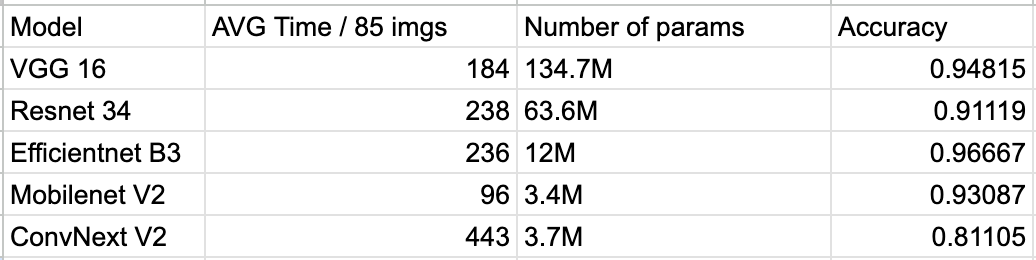 Model AVG Time / 85 imgs Number of params Accuracy
VGG 16 184 134.7M 0.94815
Resnet 34 238 63.6M 0.91119
Efficientnet B3 236 12M 0.96667
Mobilenet V2 96 3.4M 0.93087
ConvNext V2 443 3.7M 0.81105